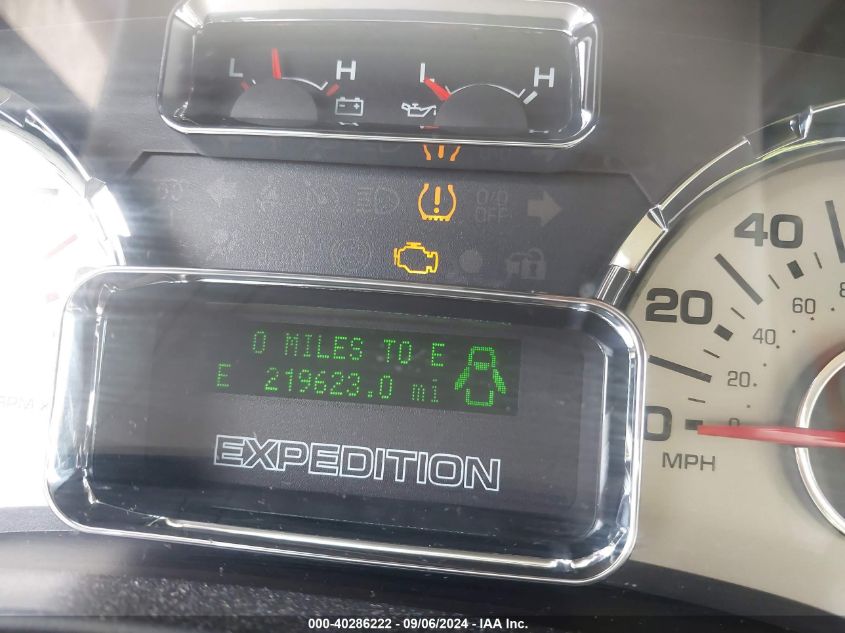 L H L H
O/D
OFF
0 MILES TO E
E 219623.0 mi
EXPEDITION
40
20
0
MPH
60
40
20
0
000-40286222 - 09/06/2024 - IAA Inc.